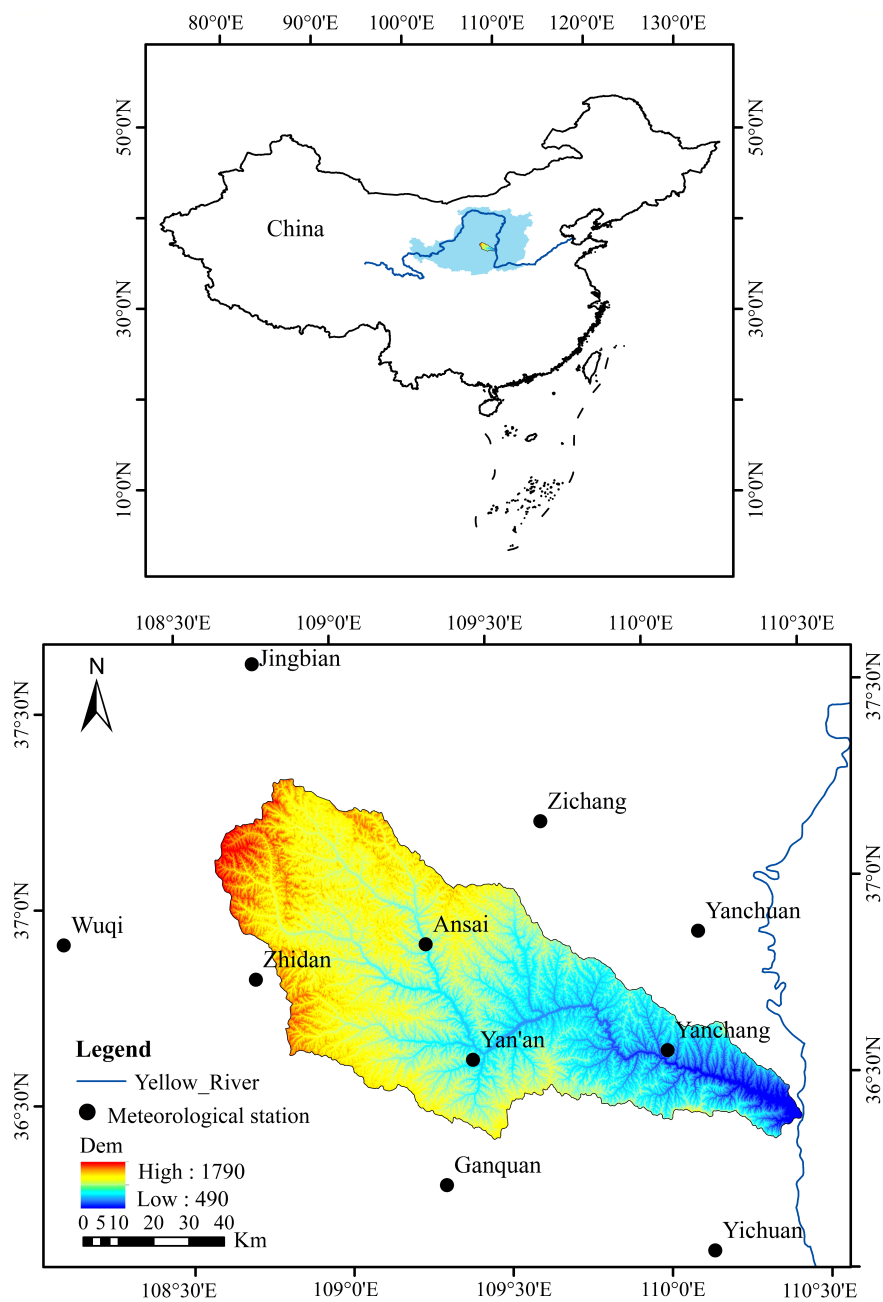 80°0'E 90°0'E 100°0'E 110°0'E 120°0'E 130°0'E
50°0'N 50°0'N
China
30°0'N 30°0'N
10°0'N 10°0'N
108°30'E 109°0'E 109°30'E 110°0'E 110°30'E
N
Jingbian
37°30'N 37°30'N
Zichang
37°0'N 37°0'N
Wuqi
Ansai
Yanchuan
Zhidan
Yan'an
Yanchang
Legend
Yellow_River
36°30'N 36°30'N
Meteorological station
Dem
High : 1790
Low : 490
Ganquan
0 5 10 20 30 40
Km
Yichuan
108°30'E 109°0'E 109°30'E 110°0'E 110°30'E